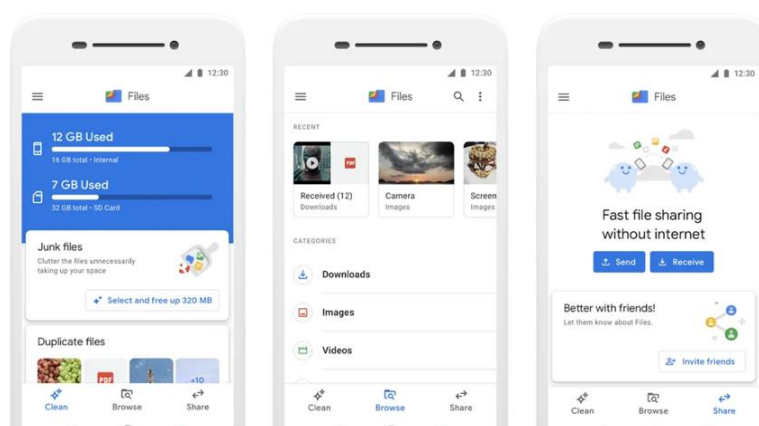 12:30
Files
12 GB Used
16 GB total • Internal
7 GB Used
32 GB total • SD Card
Junk files
Clutter the files unnecessarily
taking up your space
Select and free up 320 MB
Duplicate files
PDF
+10
Clean
Browse
Share
12:30
Files
RECENT
PDF
Received (12)
Downloads
Camera
Images
Screen
Images
CATEGORIES
Downloads
Images
Videos
Clean
Browse
Share
12:30
Files
Fast file sharing
without internet
Send
Receive
Better with friends!
Let them know about Files.
Invite friends
Clean
Browse
Share